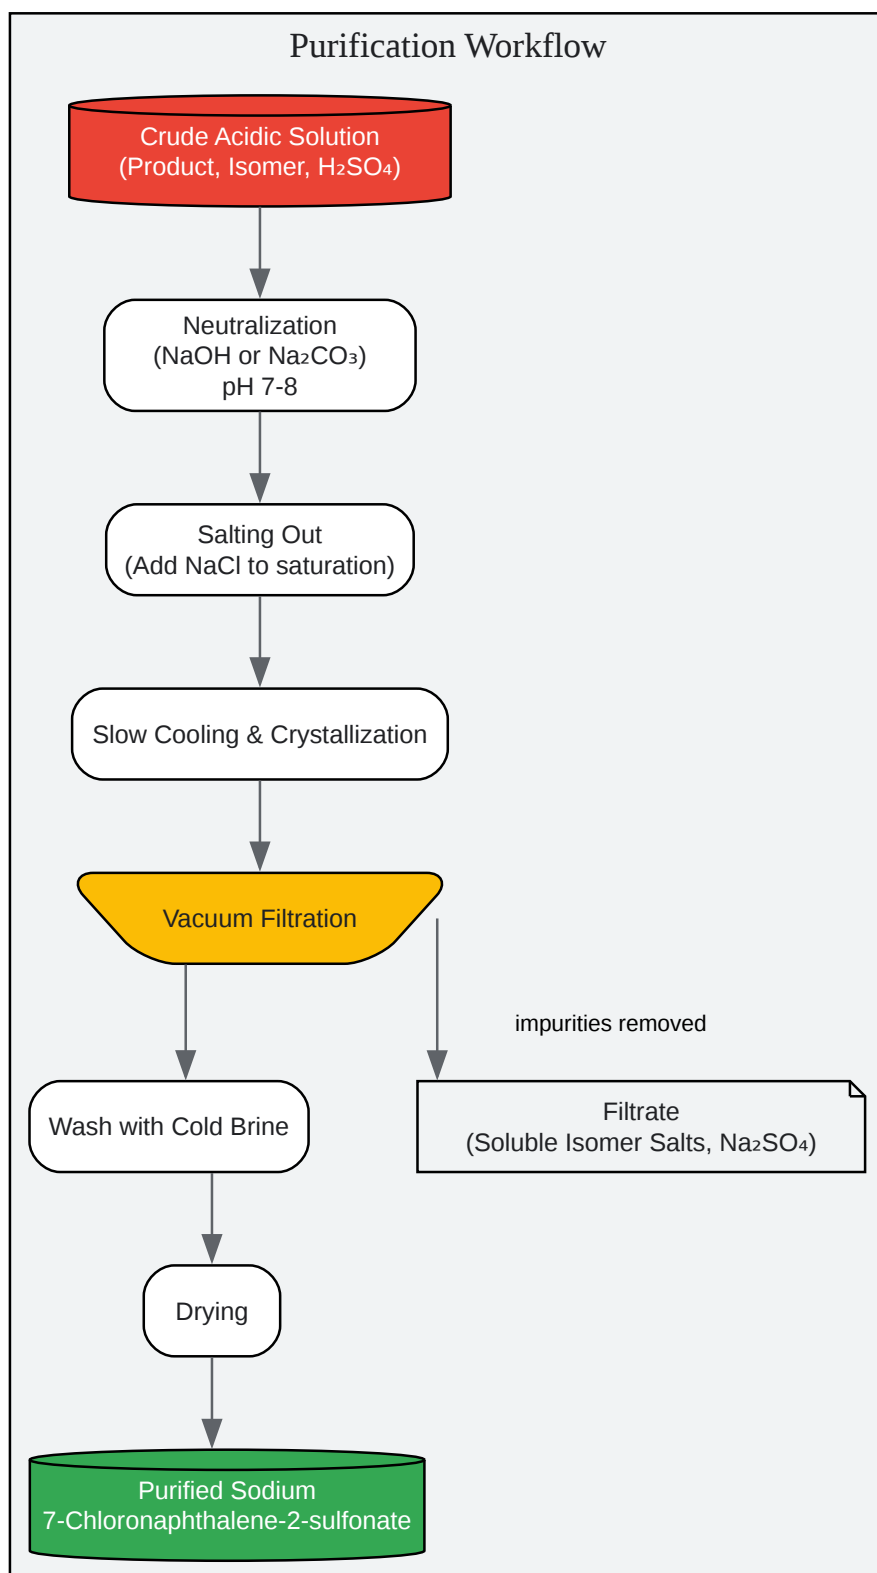 Purification Workflow
Crude Acidic Solution
(Product, Isomer, H₂SO₄)
Neutralization
(NaOH or Na₂CO₃)
pH 7-8
Salting Out
(Add NaCl to saturation)
Slow Cooling & Crystallization
Vacuum Filtration
impurities removed
Wash with Cold Brine
Filtrate
(Soluble Isomer Salts, Na₂SO₄)
Drying
Purified Sodium
7-Chloronaphthalene-2-sulfonate